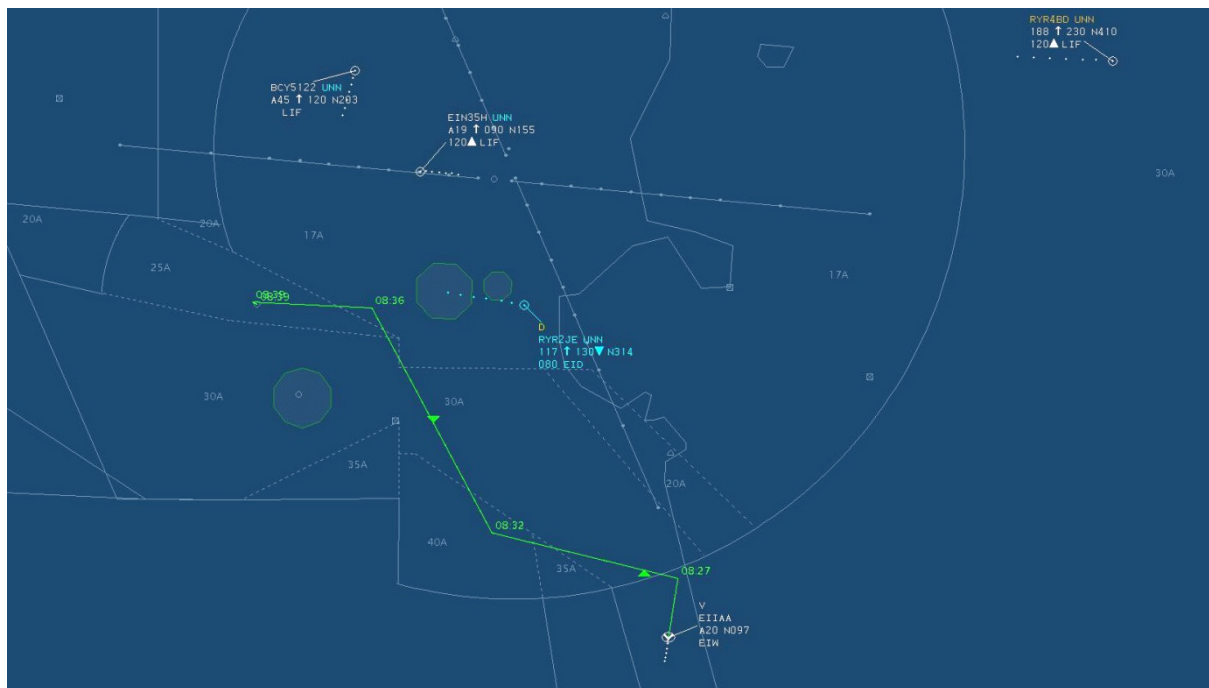 RYR4BD UNN
188 ↑ 230 N410
120▲LIF
BCY5122 UNN
A45 ↑ 120 N203
LIF
EIN35H UNN
A19 ↑ 090 N155
120▲LIF
30A
20A
20A
17A
25A
17A
08:39
08:36
D
RYR2JE UNN
117 ↑ 130▼N314
080 EID
30A
30A
35A
20A
08:32
40A
35A
08:27
V
EIIAA
A20 N097
EIW